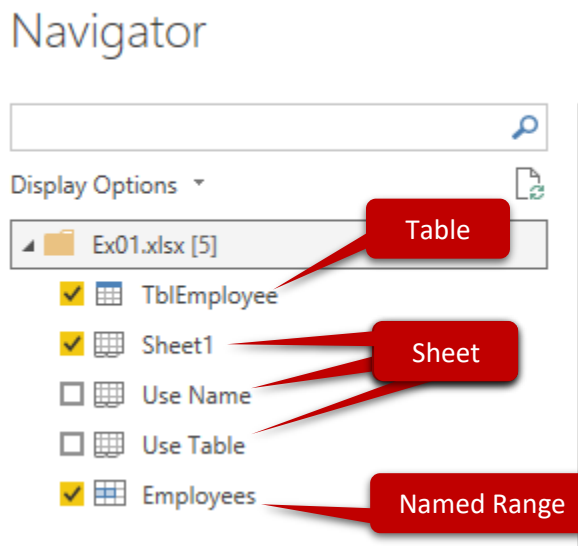 Navigator
Display Options
Ex01.xlsx [5]
Table
TblEmployee
Sheet1
Sheet
Use Name
Use Table
Employees
Named Range